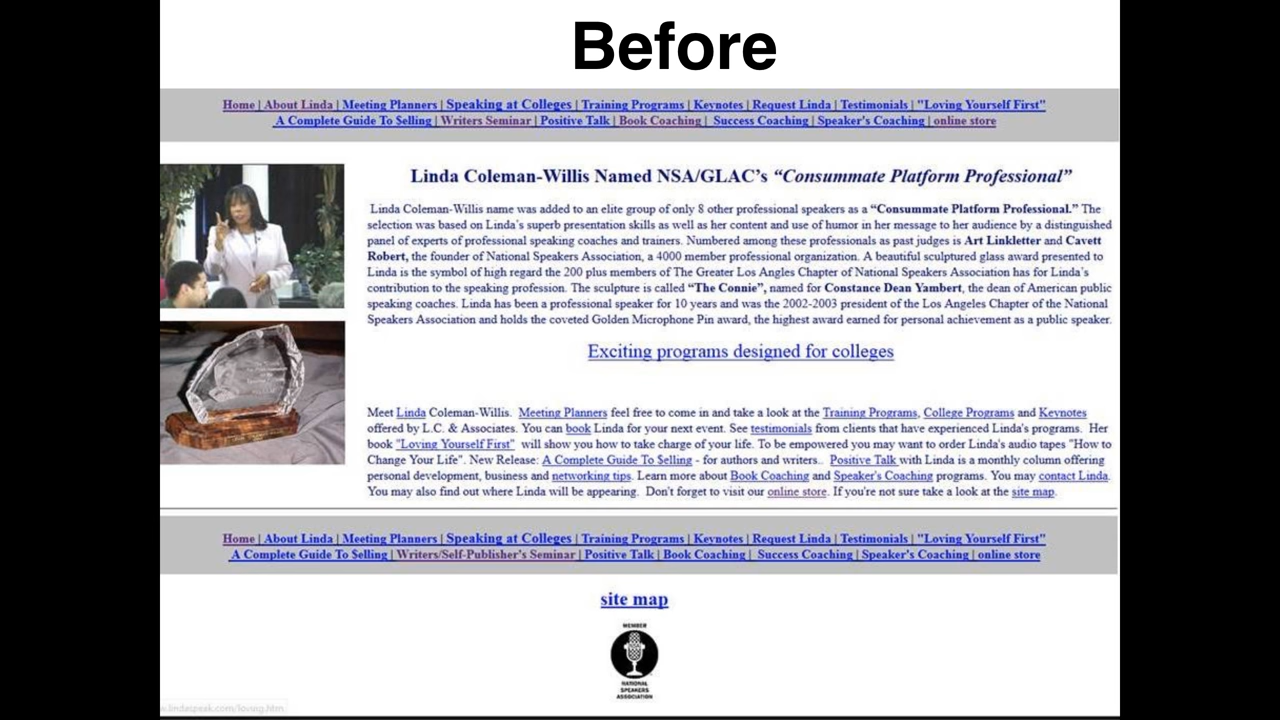 Before
Home | About Linda | Meeting Planners | Speaking at Colleges | Training Programs | Keynotes | Request Linda | Testimonials | "Loving Yourself First"
A Complete Guide To $elling | Writers Seminar | Positive Talk | Book Coaching | Success Coaching | Speaker's Coaching | online store
Linda Coleman-Willis Named NSA/GLAC's “Consummate Platform Professional”
Linda Coleman-Willis name was added to an elite group of only 8 other professional speakers as a “Consummate Platform Professional.” The
selection was based on Linda's superb presentation skills as well as her content and use of humor in her message to her audience by a distinguished
panel of experts of professional speaking coaches and trainers. Numbered among these professionals as past judges is Art Linkletter and Cavett
Robert, the founder of National Speakers Association, a 4000 member professional organization. A beautiful sculptured glass award presented to
Linda is the symbol of high regard the 200 plus members of The Greater Los Angles Chapter of National Speakers Association has for Linda's
contribution to the speaking profession. The sculpture is called “The Connie”, named for Constance Dean Yambert, the dean of American public
speaking coaches. Linda has been a professional speaker for 10 years and was the 2002-2003 president of the Los Angeles Chapter of the National
Speakers Association and holds the coveted Golden Microphone Pin award, the highest award earned for personal achievement as a public speaker.
Exciting programs designed for colleges
Meet Linda Coleman-Willis. Meeting Planners feel free to come in and take a look at the Training Programs, College Programs and Keynotes
offered by L.C. & Associates. You can book Linda for your next event. See testimonials from clients that have experienced Linda's programs. Her
book "Loving Yourself First" will show you how to take charge of your life. To be empowered you may want to order Linda's audio tapes "How to
Change Your Life". New Release: A Complete Guide To $elling - for authors and writers.. Positive Talk with Linda is a monthly column offering
personal development, business and networking tips. Learn more about Book Coaching and Speaker's Coaching programs. You may contact Linda.
You may also find out where Linda will be appearing. Don't forget to visit our online store. If you're not sure take a look at the site map.
Home | About Linda | Meeting Planners | Speaking at Colleges | Training Programs | Keynotes | Request Linda | Testimonials | "Loving Yourself First"
A Complete Guide To $elling | Writers/Self-Publisher's Seminar | Positive Talk | Book Coaching | Success Coaching | Speaker's Coaching | online store
site map
MEMBER
NATIONAL
SPEAKERS
ASSOCIATION